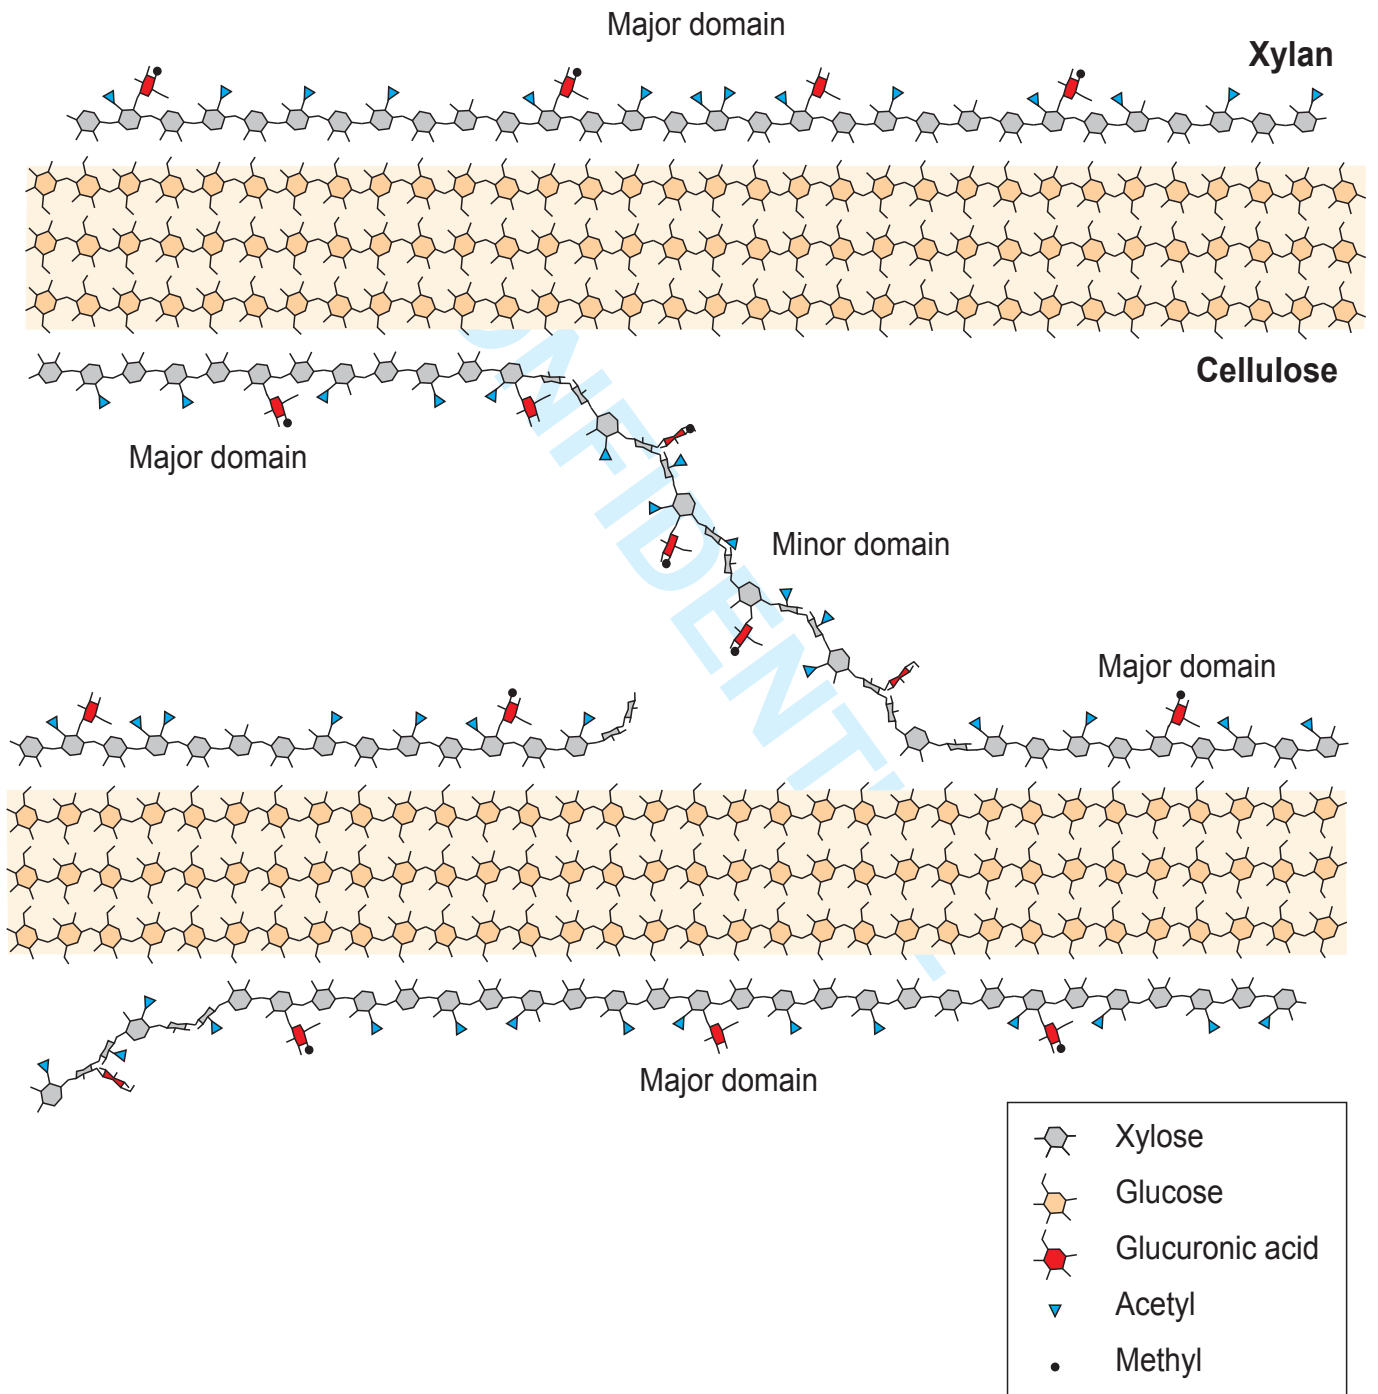 Major domain
Xylan
Cellulose
Major domain
Minor domain
Major domain
Major domain
Xylose
Glucose
Glucuronic acid
Acetyl
Methyl